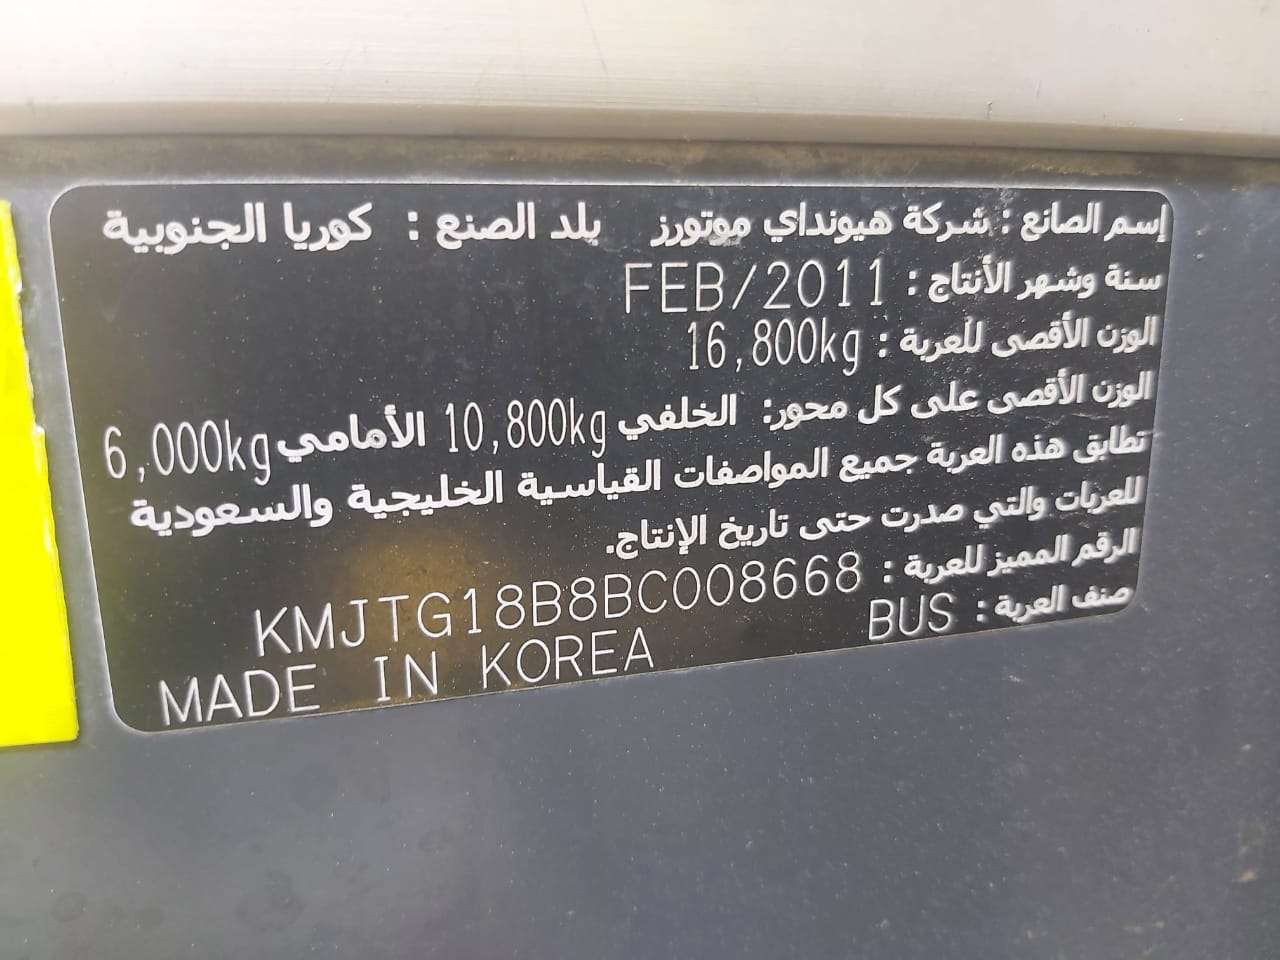 إسم الصانع : شركة هيونداي موتورز بلد الصنع : كوريا الجنوبية
سنة وشهر الأنتاج : FEB/2011
الوزن الأقصى للعربة : 16,800kg
الوزن الأقصى على كل محور: الخلفي 10,800kg الأمامي 6,000kg
تطابق هذه العربة جميع المواصفات القياسية الخليجية والسعودية
للعربات والتي صدرت حتى تاريخ الإنتاج.
الرقم المميز للعربة : KMJTG18B8BC008668
صنف العربة : BUS MADE IN KOREA